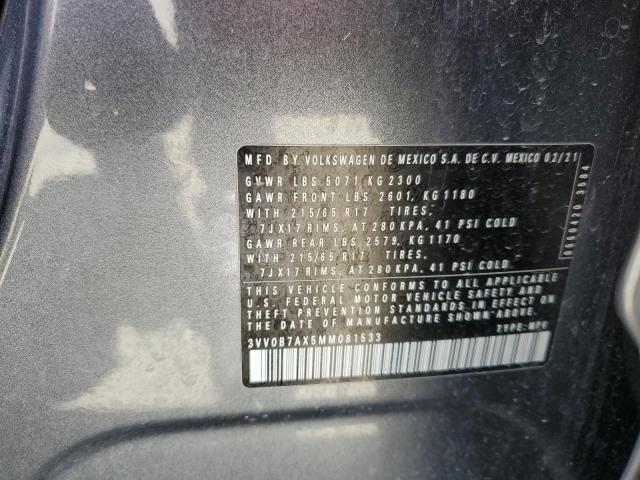 MFD BY VOLKSWAGEN DE MEXICO S.A. DE C.V. MEXICO 02/21
GVWR LBS 5071 KG 2300
GAWR FRONT LBS 2601, KG 1180
WITH 215/65 R17 TIRES,
7JX17 RIMS, AT 280 KPA, 41 PSI COLD
GAWR REAR LBS 2579, KG 1170
WITH 215/65 R17 TIRES,
7JX17 RIMS, AT 280 KPA, 41 PSI COLD
THIS VEHICLE CONFORMS TO ALL APPLICABLE
U.S. FEDERAL MOTOR VEHICLE SAFETY AND
THEFT PREVENTION STANDARDS IN EFFECT ON
THE DATE OF MANUFACTURE SHOWN ABOVE.
3VV0B7AX5MM081533 TYPE: MPV
3584